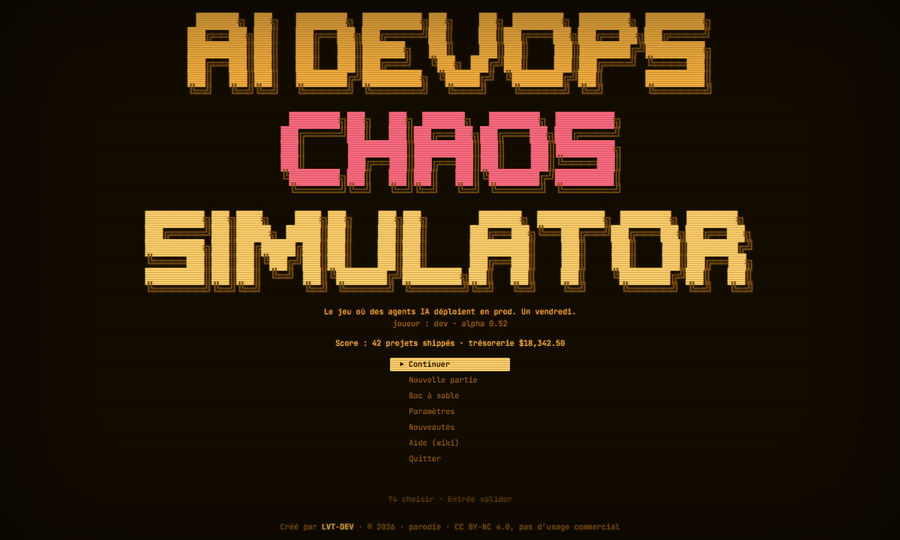 AI DEVOPS
CHAOS
SIMULATOR
Le jeu où des agents IA déploient en prod. Un vendredi.
joueur : dev · alpha 0.52
Score : 42 projets shippés · trésorerie $18,342.50
▸ Continuer
Nouvelle partie
Bac à sable
Paramètres
Nouveautés
Aide (wiki)
Quitter
↑↓ choisir · Entrée valider
Créé par LVT-DEV · © 2026 · parodie · CC BY-NC 4.0, pas d'usage commercial